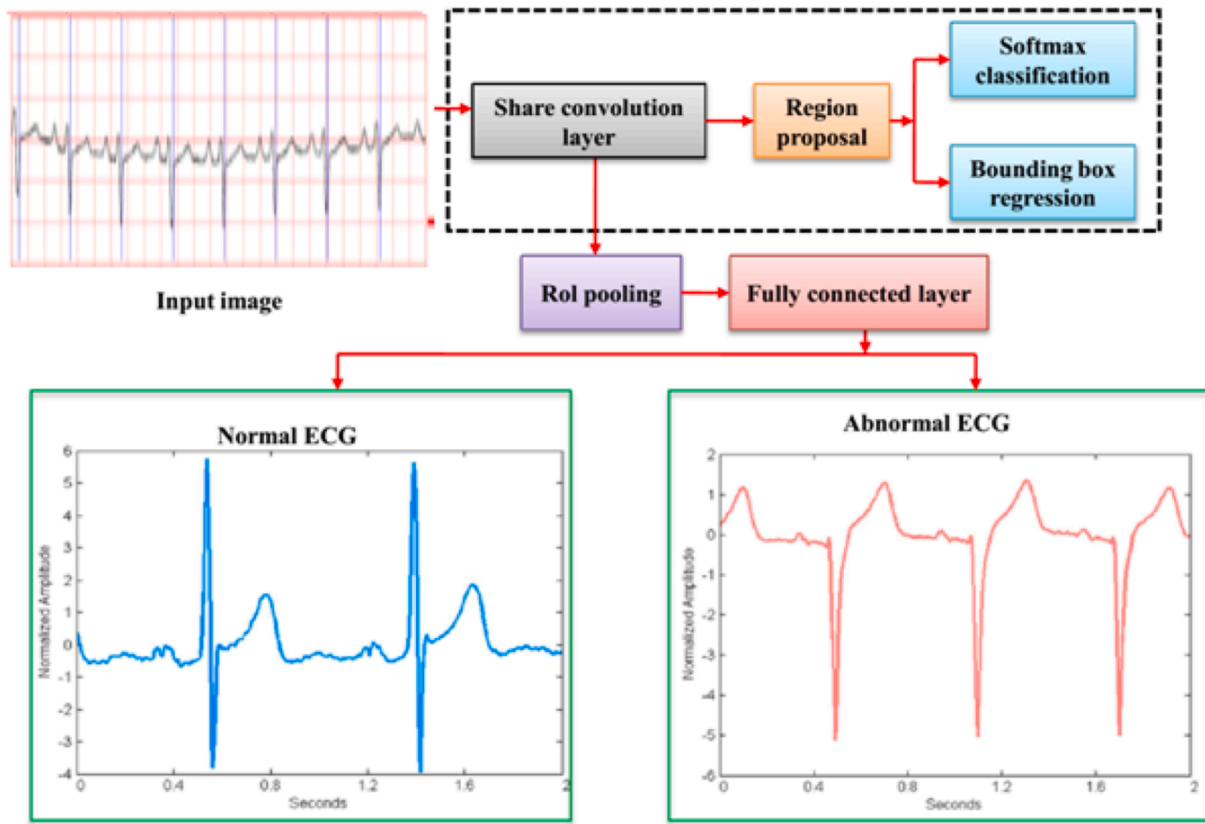 Share convolution
layer
Region
proposal
Softmax
classification
Bounding box
regression
Input image
RoI pooling
Fully connected layer
Normal ECG
6
5
4
3
2
1
0
-1
-2
-3
-4
0
0.4
0.8
1.2
1.6
2
Normalized Amplitude
Seconds
Abnormal ECG
2
1
0
-1
-2
-3
-4
-5
-6
0
0.4
0.8
1.2
1.6
2
Normalized Amplitude
Seconds